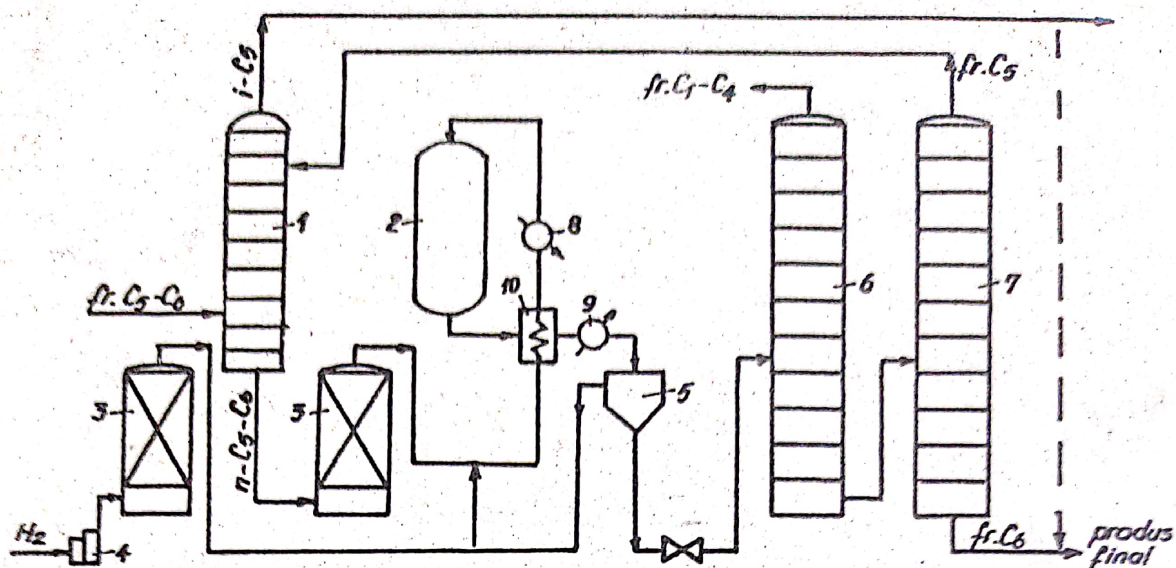 i-C5
fr.C5
fr.C1-C4
1
2
8
10
9
6
7
fr.C5-C6
3
n-C5-C6
3
5
H2
4
fr.C6
produs
final